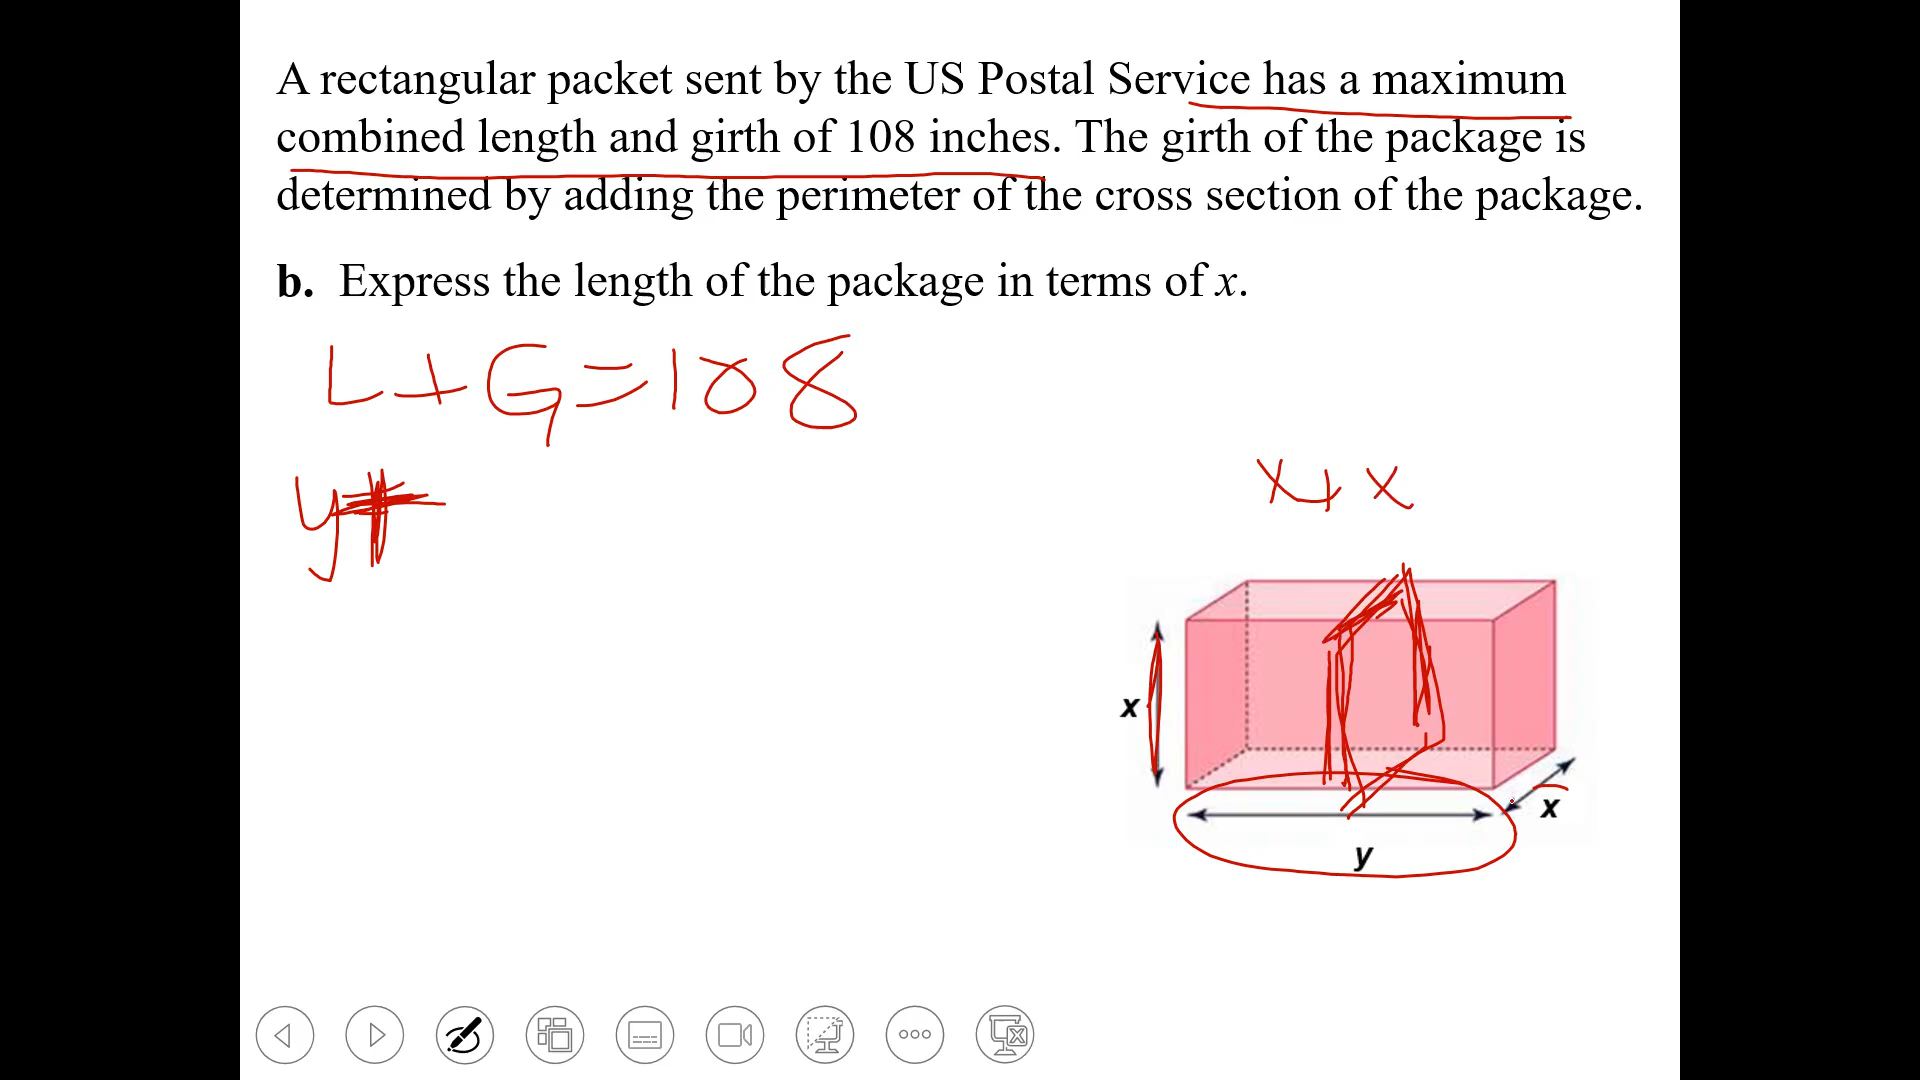 A rectangular packet sent by the US Postal Service has a maximum
combined length and girth of 108 inches. The girth of the package is
determined by adding the perimeter of the cross section of the package.
b. Express the length of the package in terms of x.
L+G=108
y
x+x
x
x
y